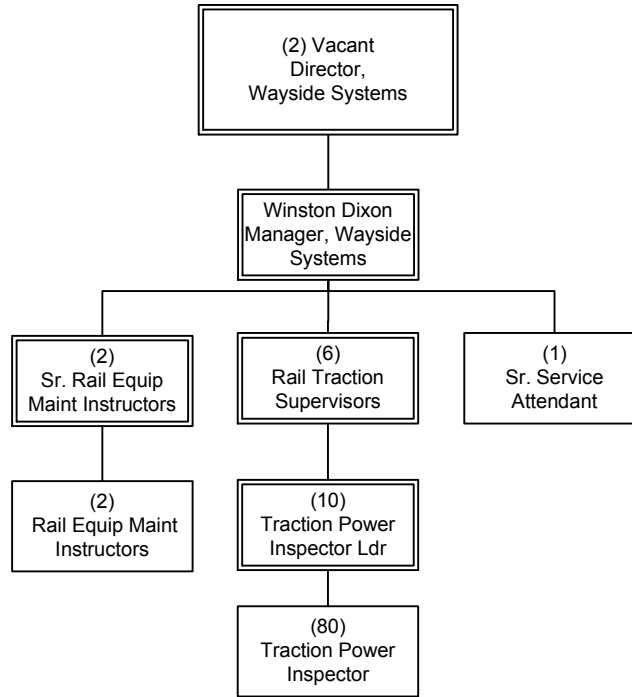 (2) Vacant
Director,
Wayside Systems
Winston Dixon
Manager, Wayside
Systems
(2)
Sr. Rail Equip
Maint Instructors
(6)
Rail Traction
Supervisors
(1)
Sr. Service
Attendant
(2)
Rail Equip Maint
Instructors
(10)
Traction Power
Inspector Ldr
(80)
Traction Power
Inspector